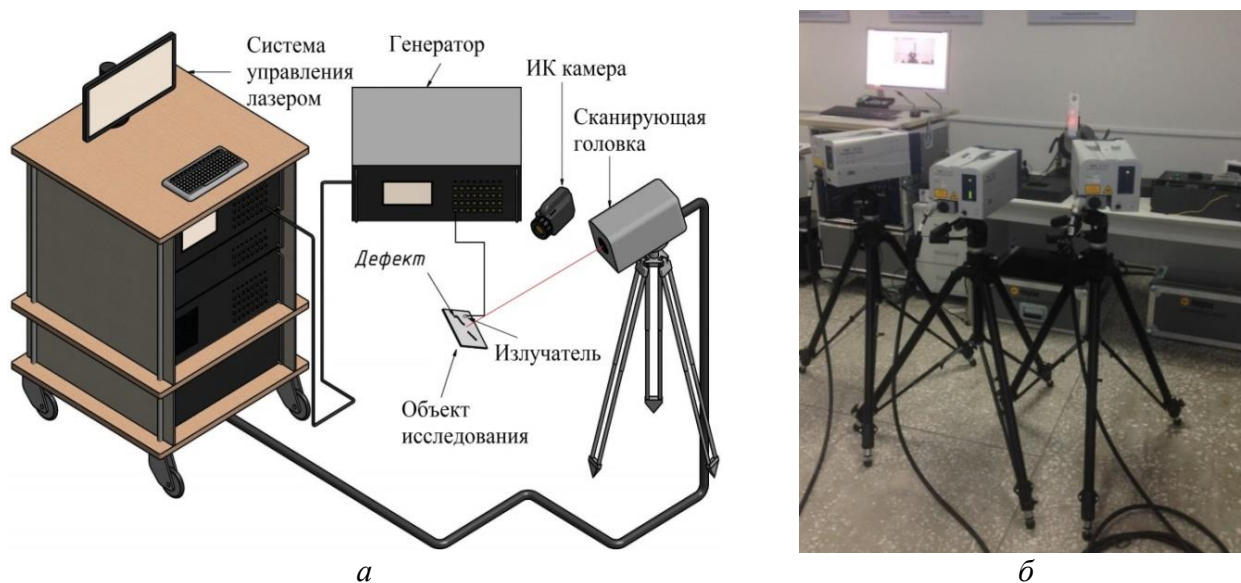 Система
управления
лазером
Генератор
ИК камера
Сканирующая
головка
Дефект
Излучатель
Объект
исследования
а
б